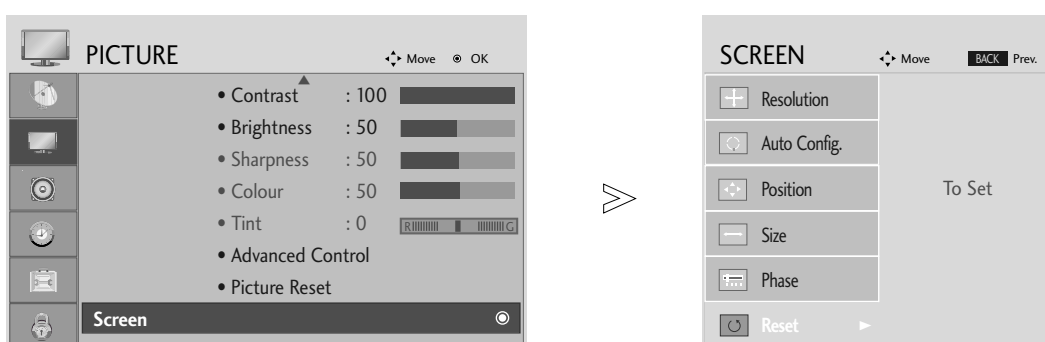 PICTURE Move OK
• Contrast : 100
• Brightness : 50
• Sharpness : 50
• Colour : 50
• Tint : 0 R G
• Advanced Control
• Picture Reset
Screen
SCREEN Move BACK Prev.
Resolution
Auto Config.
Position
Size
Phase
Reset
To Set